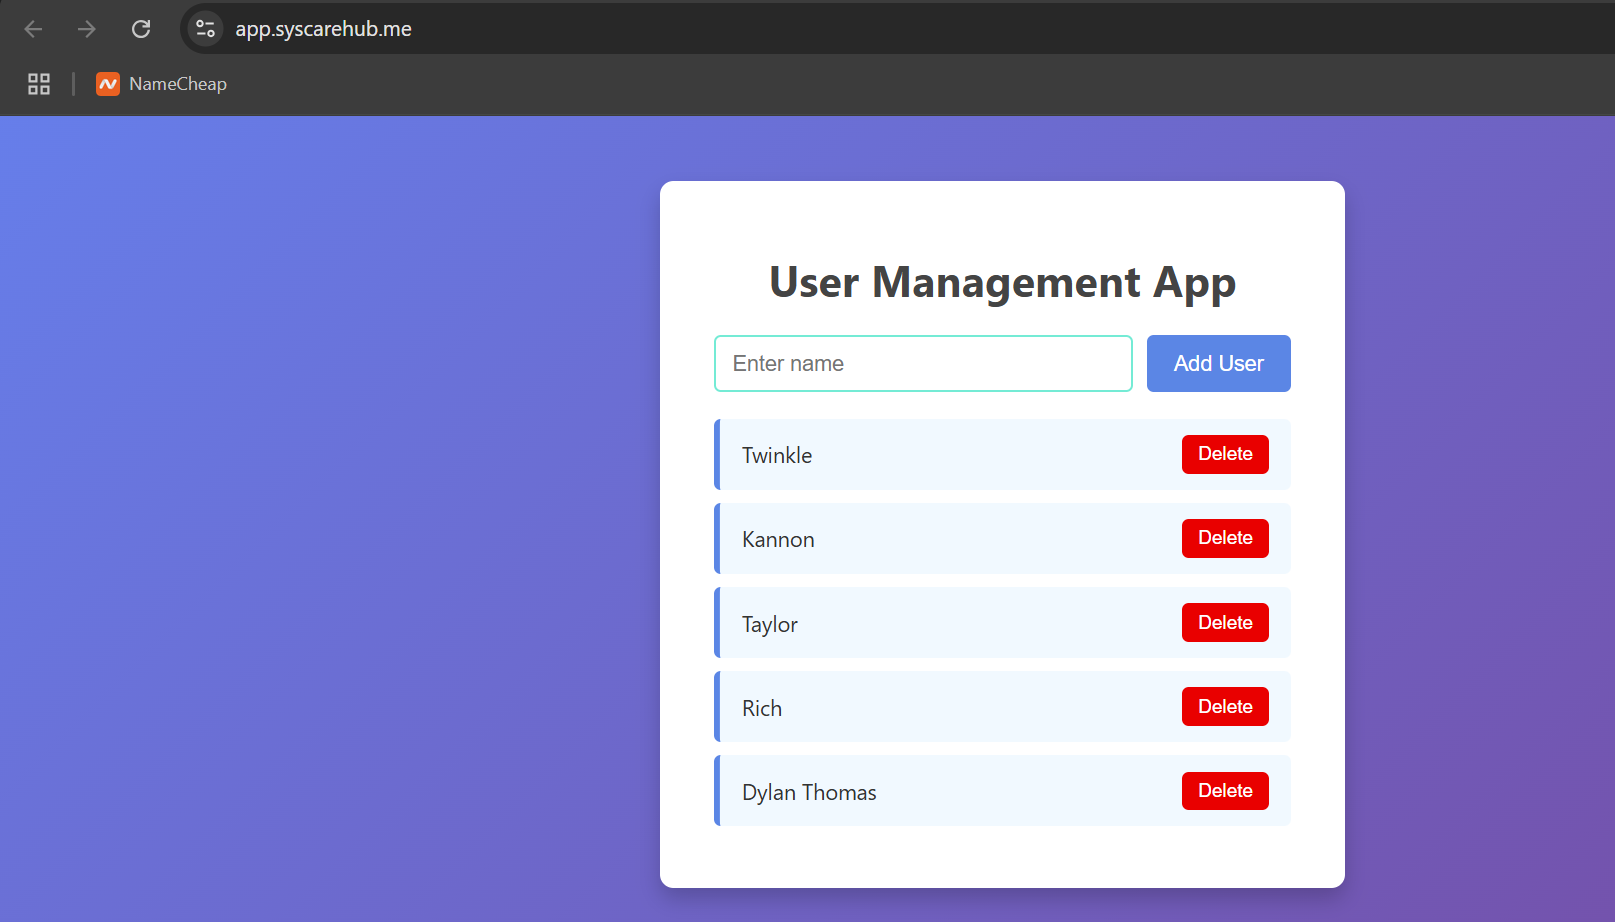 app.syscarehub.me
NameCheap
User Management App
Enter name
Add User
Twinkle
Delete
Kannon
Delete
Taylor
Delete
Rich
Delete
Dylan Thomas
Delete